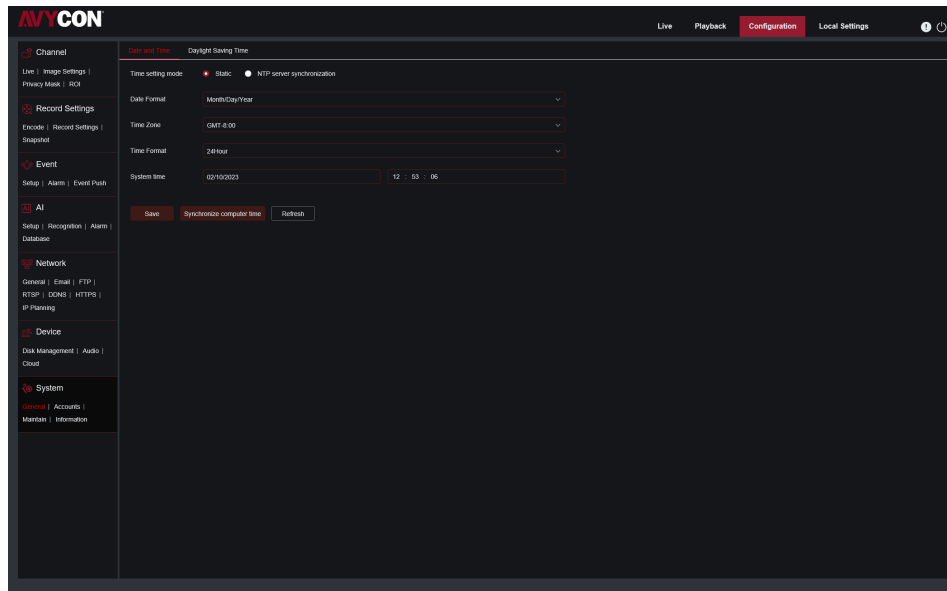 AVYCON
Live Playback Configuration Local Settings
Channel
Live | Image Settings |
Privacy Mask | ROI
Record Settings
Encode | Record Settings |
Snapshot
Event
Setup | Alarm | Event Push
AI AI
Setup | Recognition | Alarm |
Database
Network
General | Email | FTP |
RTSP | DDNS | HTTPS |
IP Planning
Device
Disk Management | Audio |
Cloud
System
General | Accounts |
Maintain | Information
Date and Time Daylight Saving Time
Time setting mode Static NTP server synchronization
Date Format Month/Day/Year
Time Zone GMT-8:00
Time Format 24Hour
System time 02/10/2023 12 : 53 : 06
Save Synchronize computer time Refresh